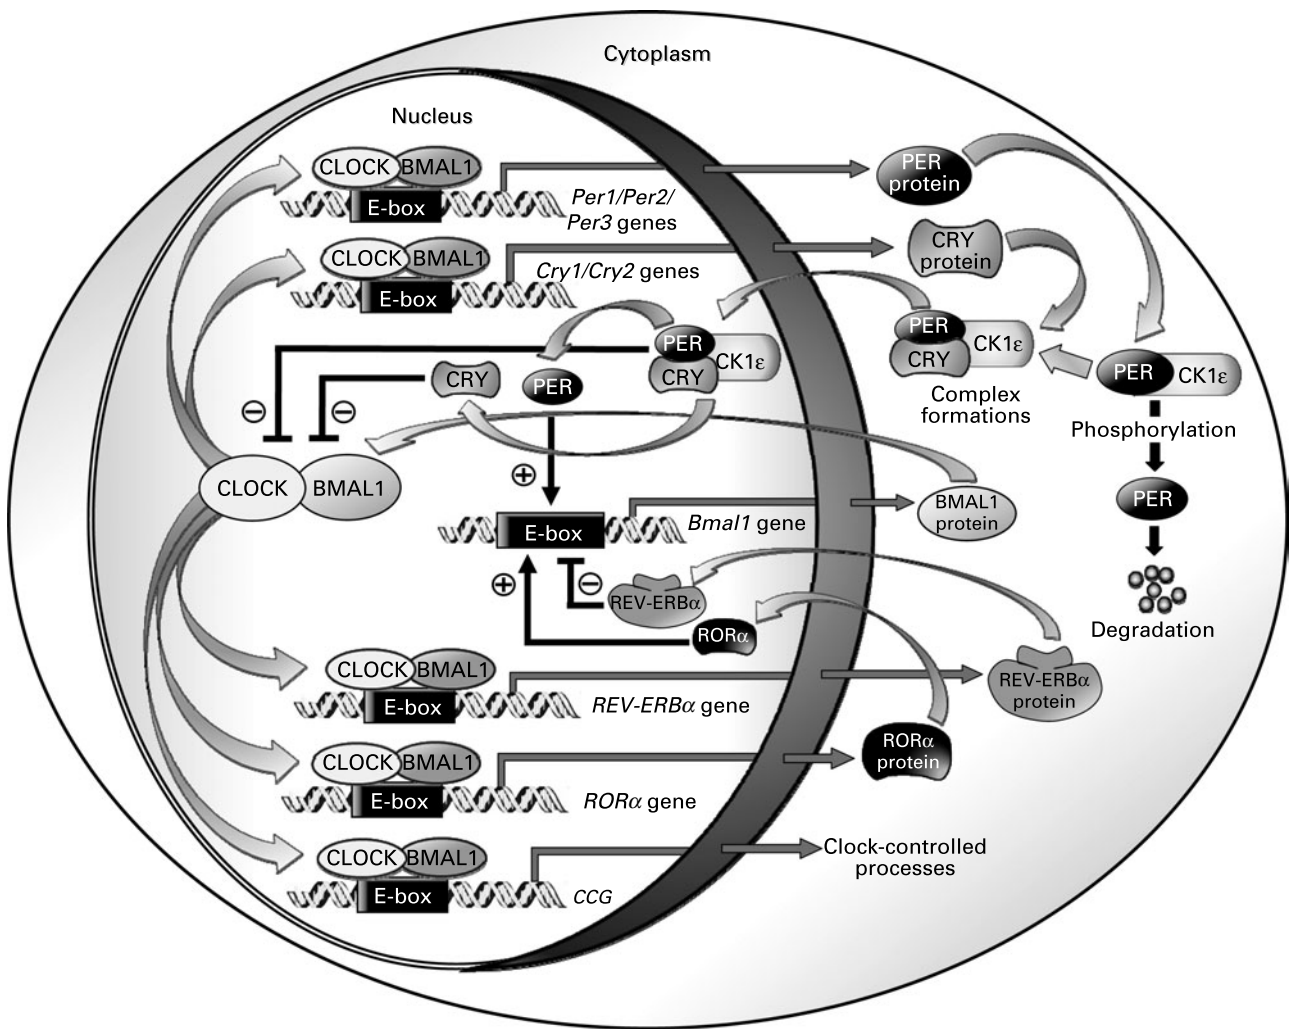 Cytoplasm
Nucleus
CLOCK BMAL1
E-box
Per1/Per2/
Per3 genes
PER
protein
CLOCK BMAL1
E-box
Cry1/Cry2 genes
CRY
protein
PER
CRY
CK1ε
PER
CRY
CK1ε
Complex
formations
PER
CK1ε
Phosphorylation
PER
Degradation
CRY
PER
−
−
CLOCK
BMAL1
+
E-box
Bmal1 gene
BMAL1
protein
+
−
REV-ERBα
RORα
CLOCK BMAL1
E-box
REV-ERBα gene
REV-ERBα
protein
CLOCK BMAL1
E-box
RORα gene
RORα
protein
CLOCK BMAL1
E-box
CCG
Clock-controlled
processes